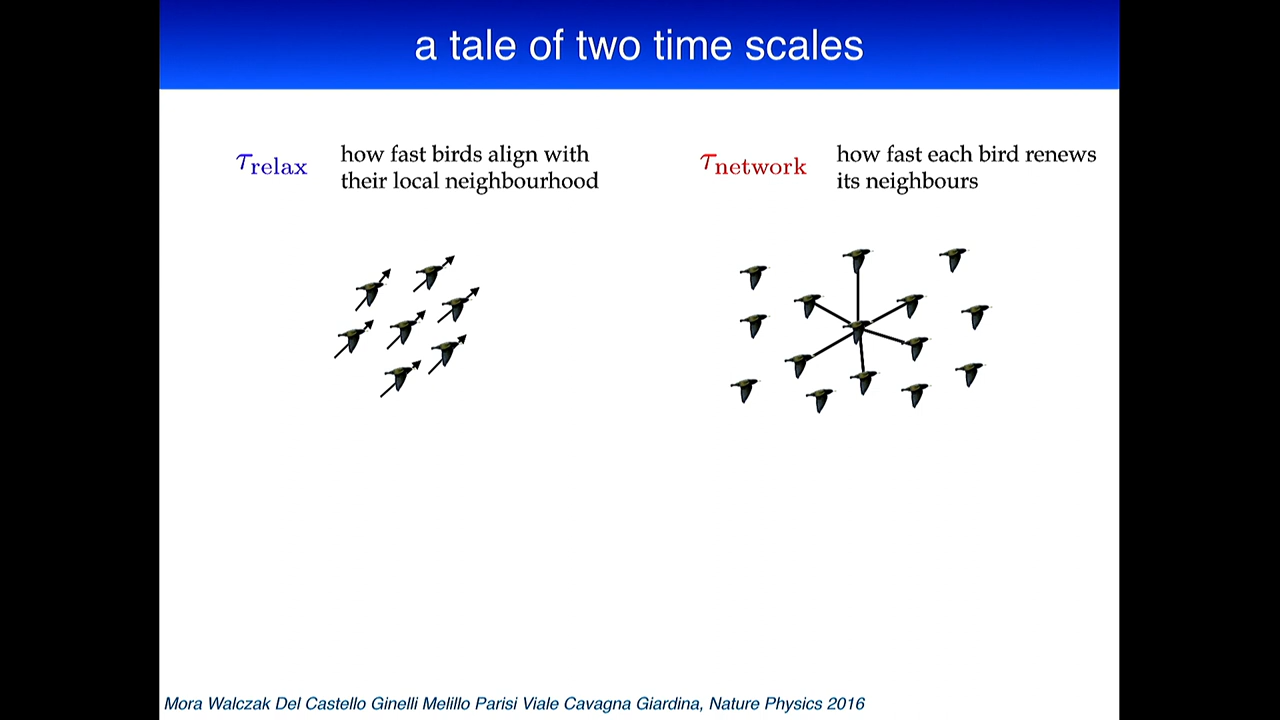 a tale of two time scales
τrelax
how fast birds align with
their local neighbourhood
τnetwork
how fast each bird renews
its neighbours
Mora Walczak Del Castello Ginelli Melillo Parisi Viale Cavagna Giardina, Nature Physics 2016